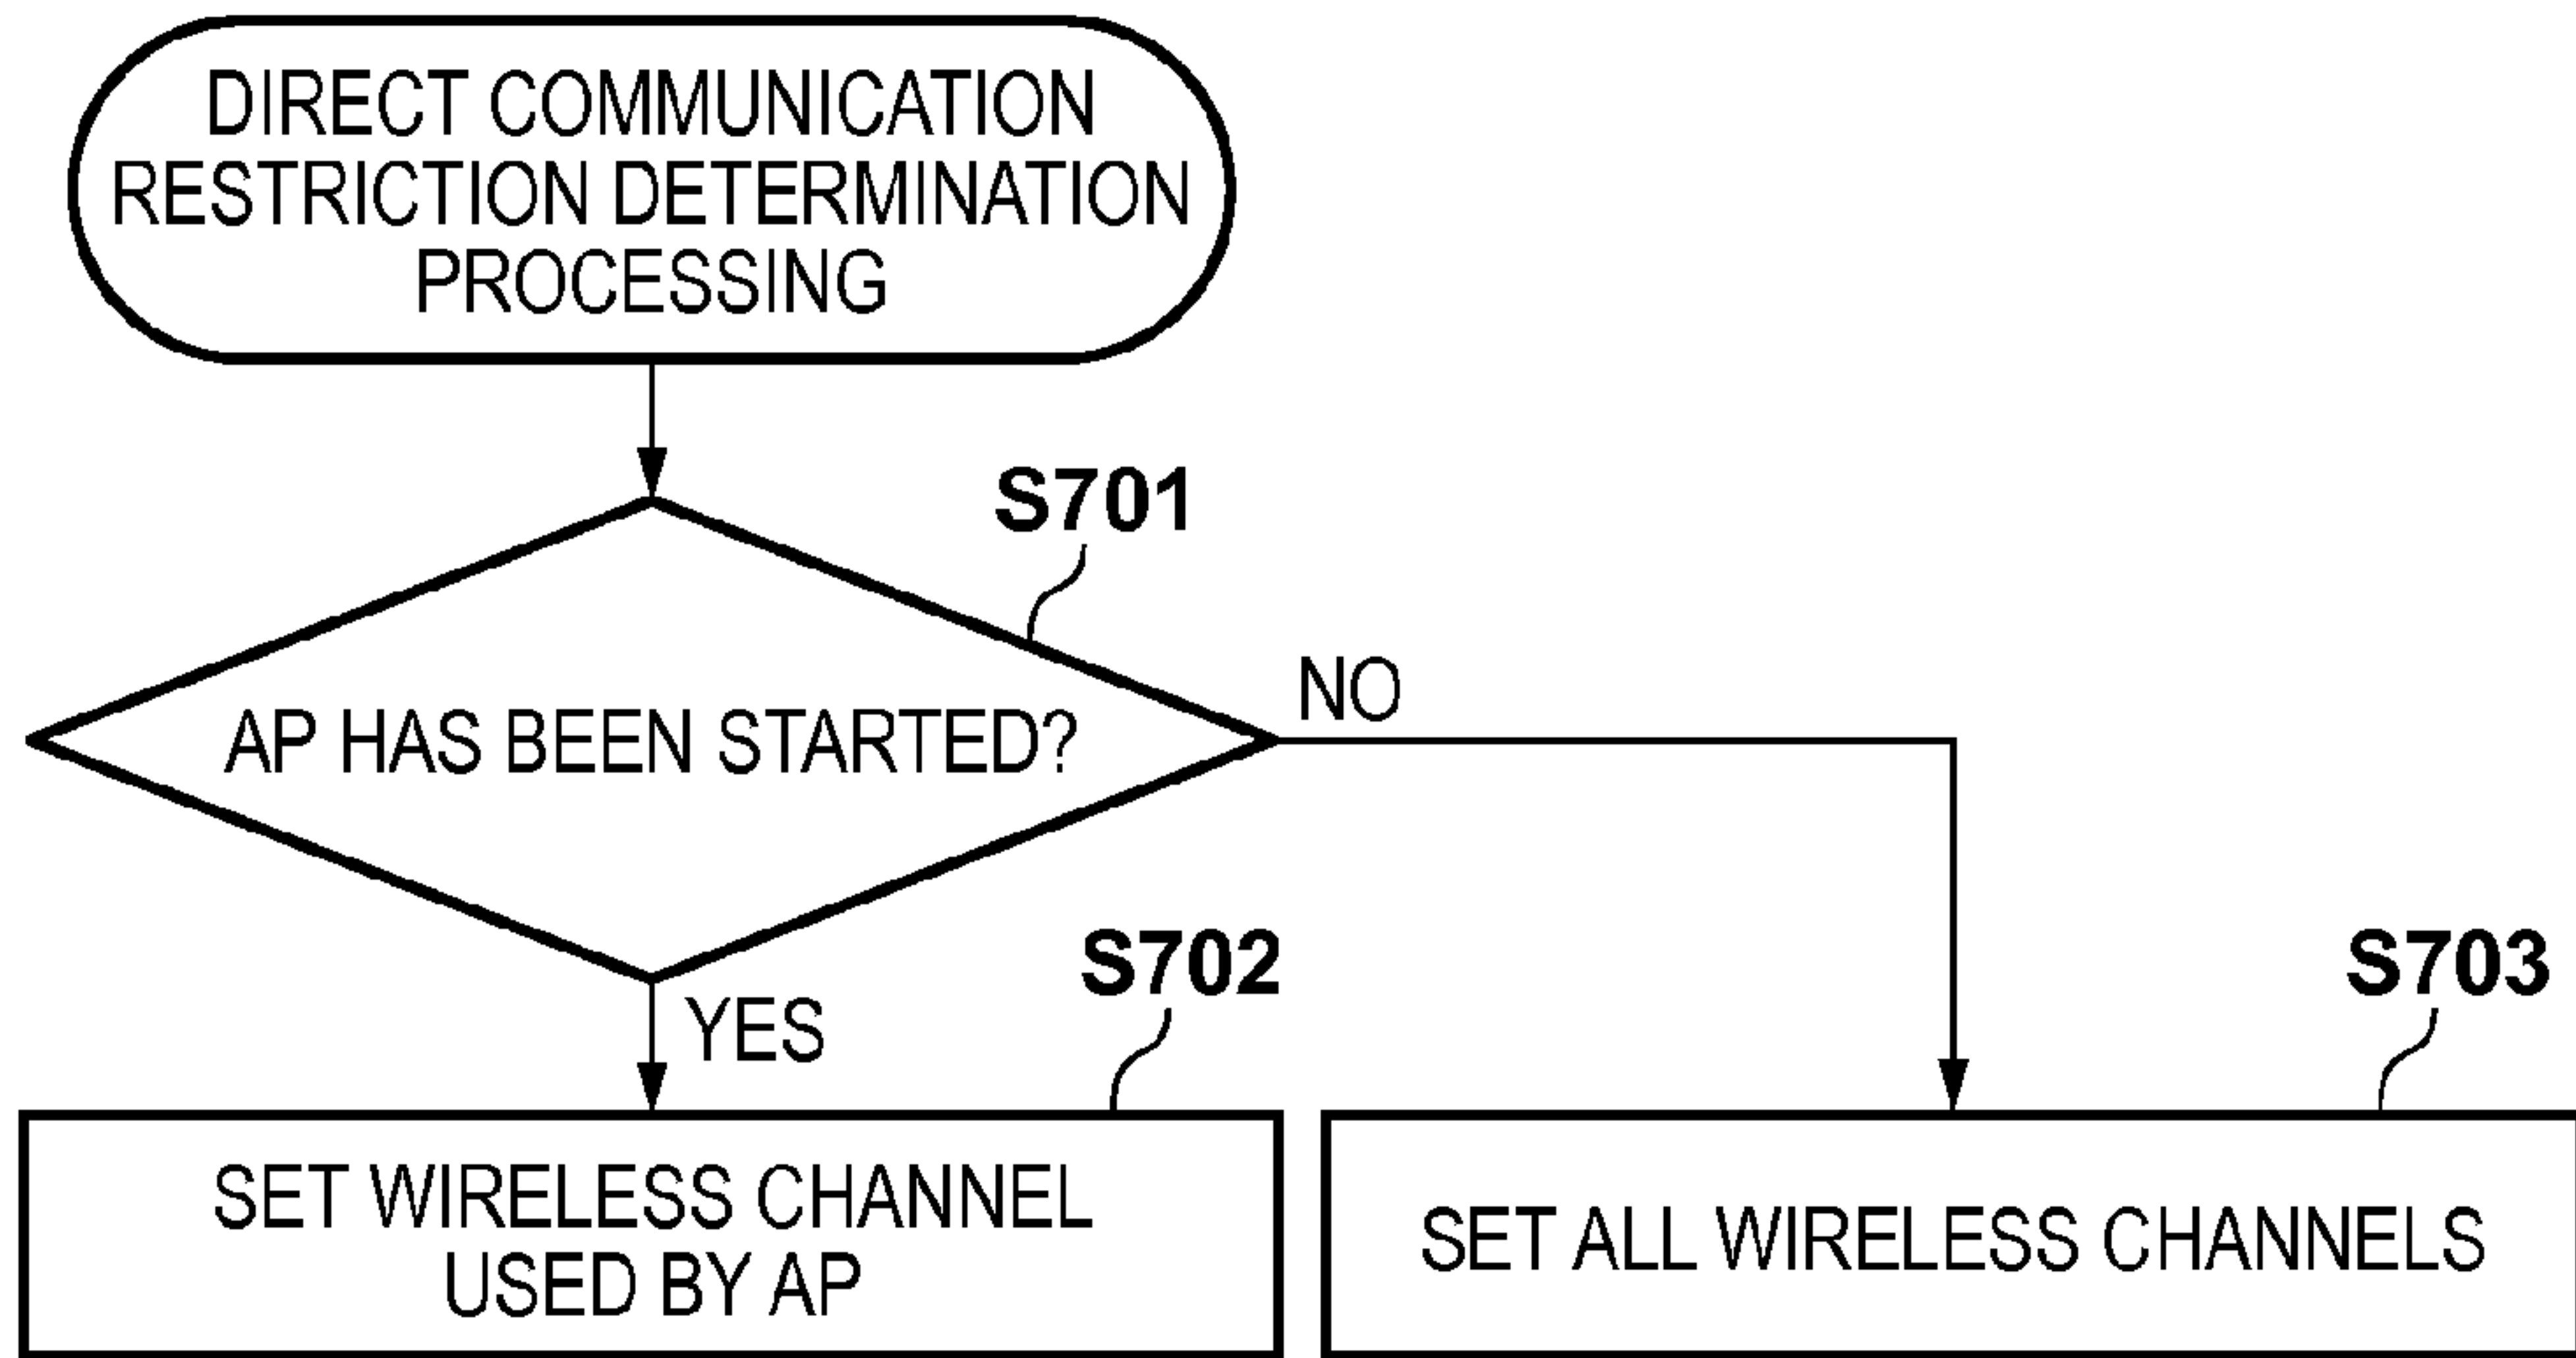 DIRECT COMMUNICATION
RESTRICTION DETERMINATION
PROCESSING
S701
AP HAS BEEN STARTED?
NO
YES
S702
SET WIRELESS CHANNEL
USED BY AP
S703
SET ALL WIRELESS CHANNELS